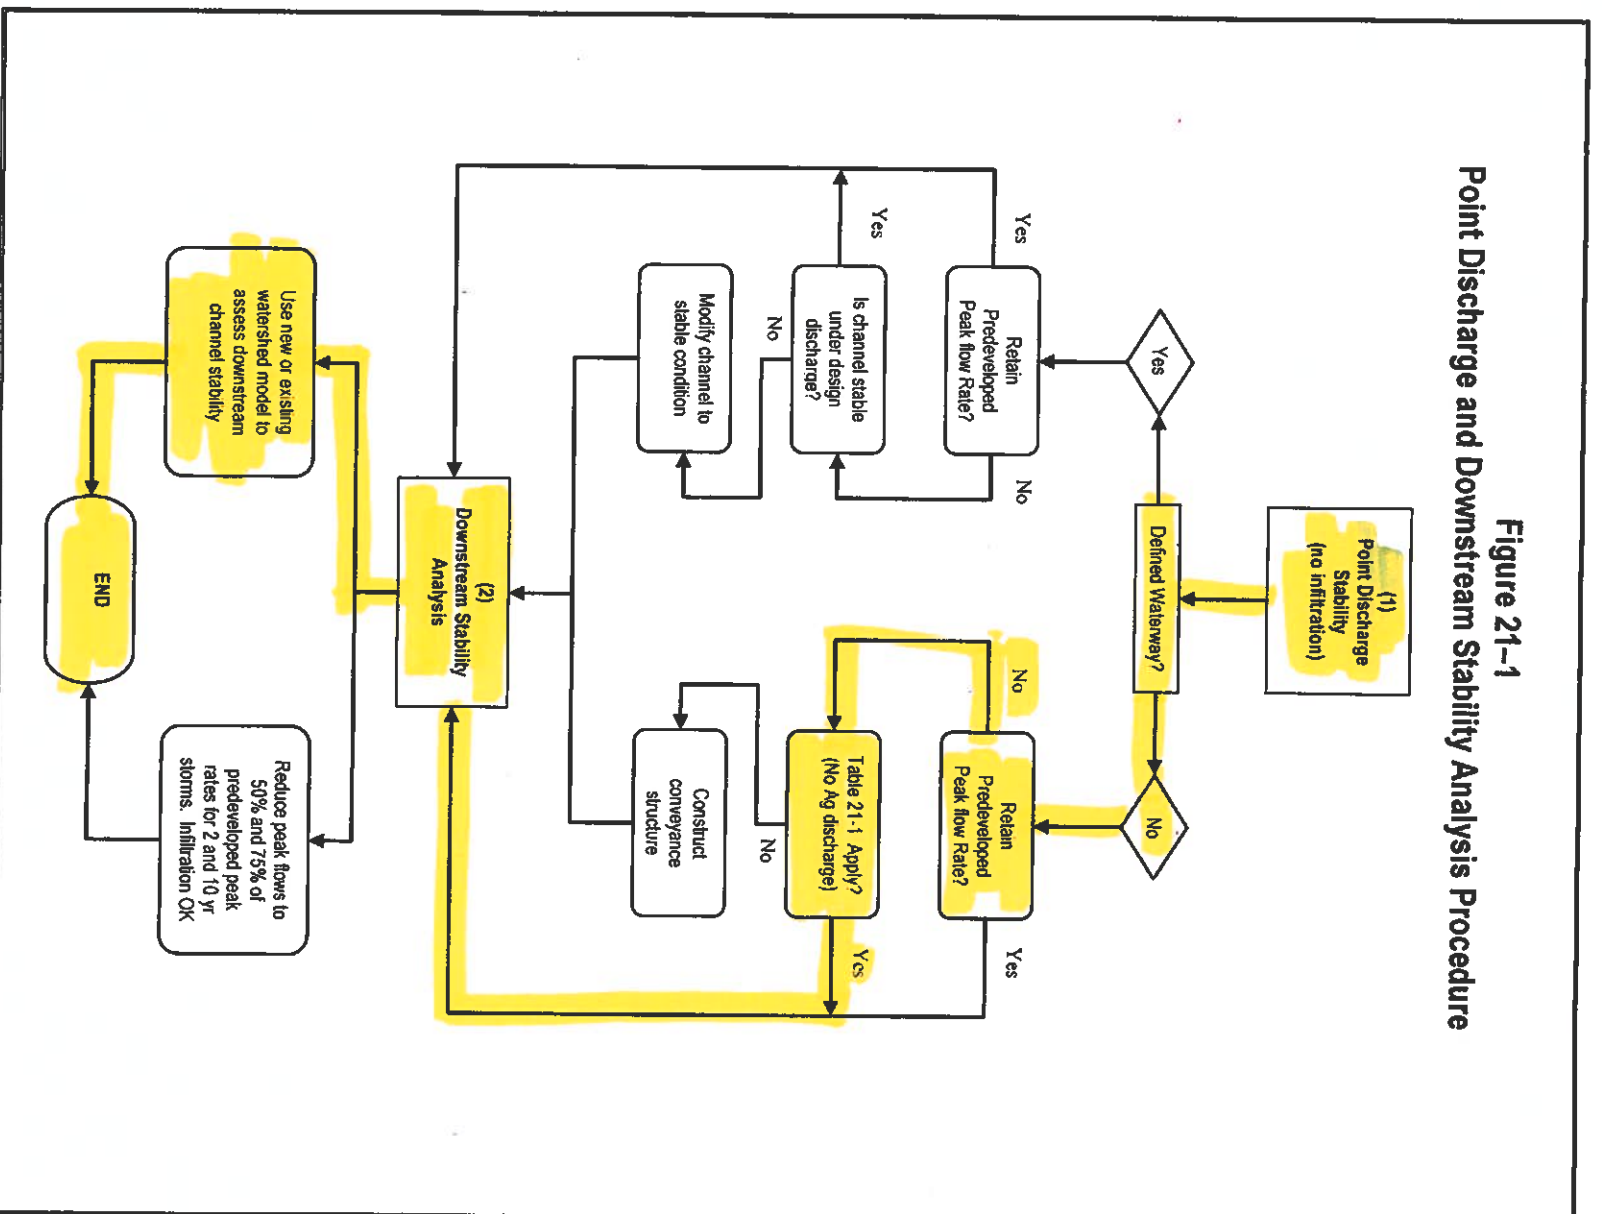 Figure 21–1
Point Discharge and Downstream Stability Analysis Procedure
(1)
Point Discharge
Stability
(no infiltration)
Defined Waterway?
Yes
No
Retain
Predeveloped
Peak flow Rate?
Yes
No
Retain
Predeveloped
Peak flow Rate?
No
Yes
Is channel stable
under design
discharge?
Yes
No
Table 21-1 Apply?
(No Ag discharge)
Yes
No
Modify channel to
stable condition
Construct
conveyance
structure
(2)
Downstream Stability
Analysis
Use new or existing
watershed model to
assess downstream
channel stability
Reduce peak flows to
50% and 75% of
predeveloped peak
rates for 2 and 10 yr
storms. Infiltration OK
END